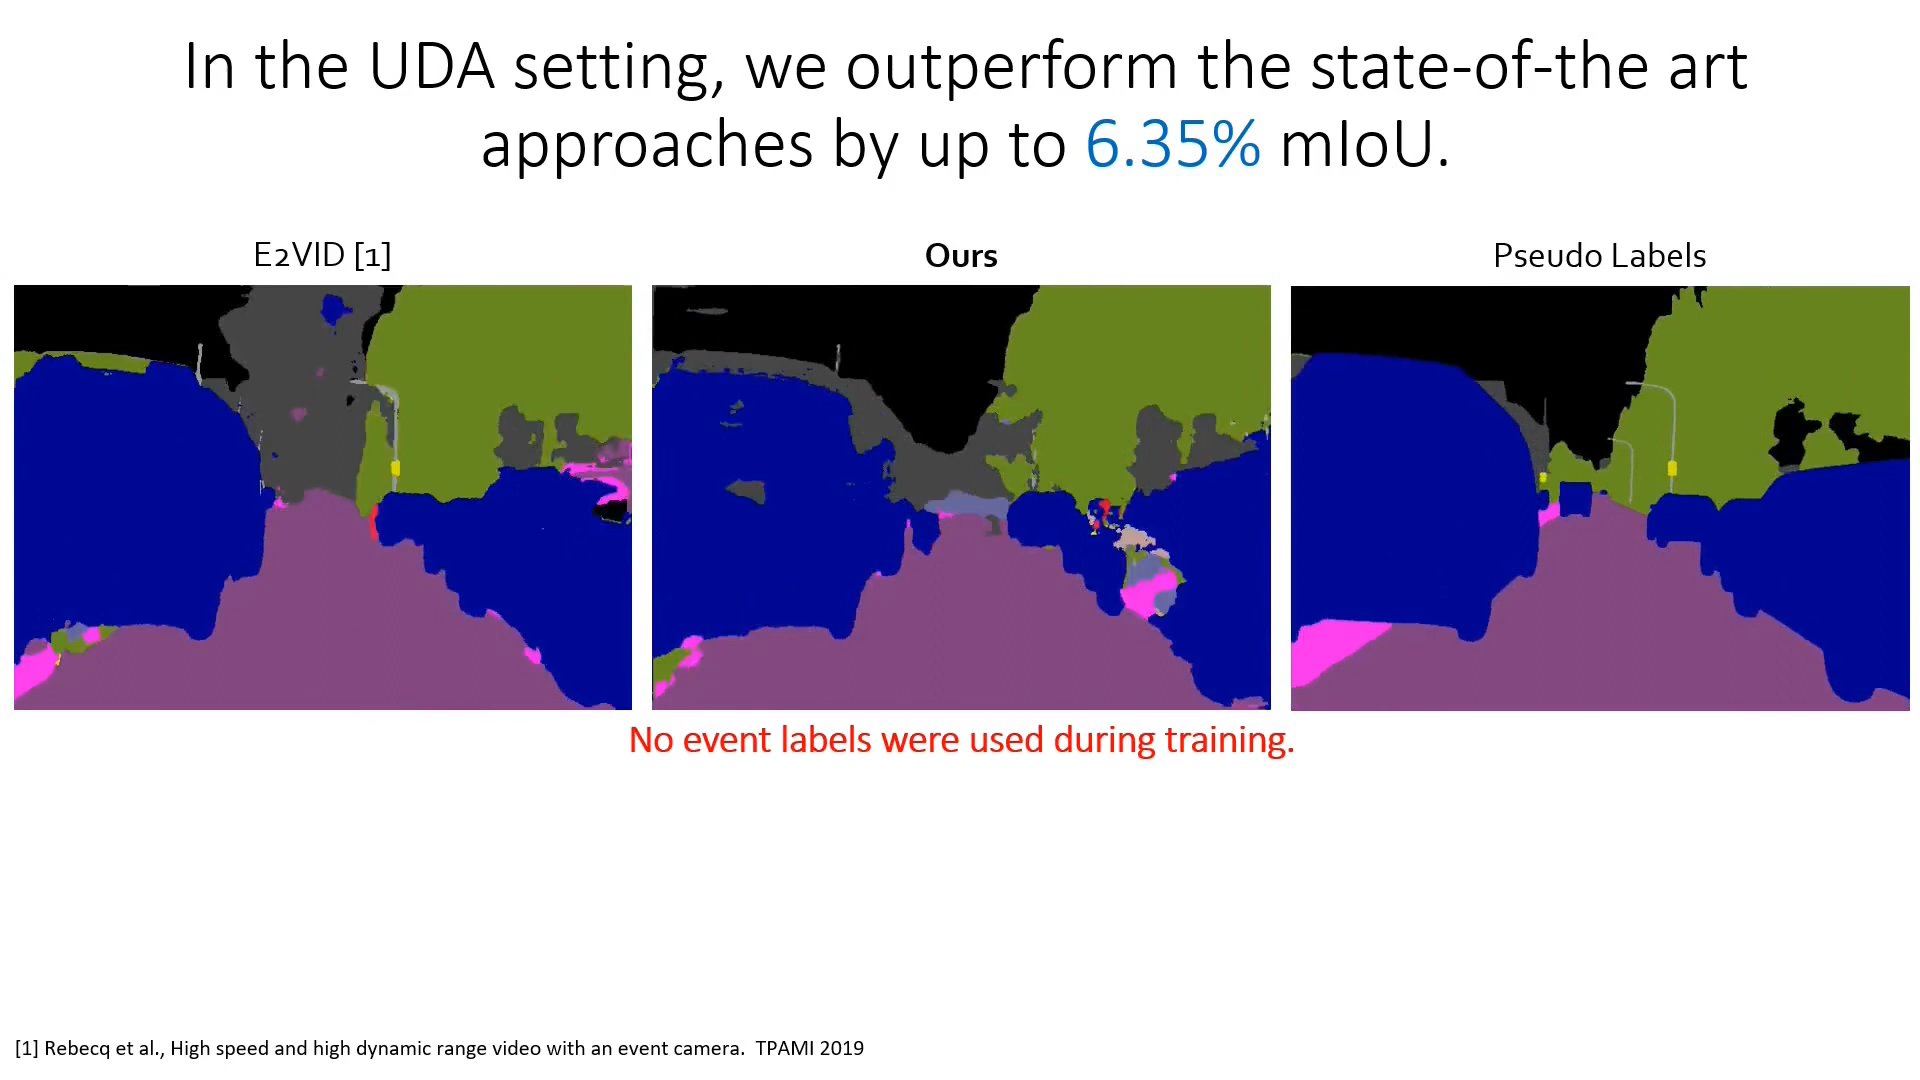 In the UDA setting, we outperform the state-of-the art
approaches by up to 6.35% mIoU.
E2VID [1]
Ours
Pseudo Labels
No event labels were used during training.
[1] Rebecq et al., High speed and high dynamic range video with an event camera. TPAMI 2019